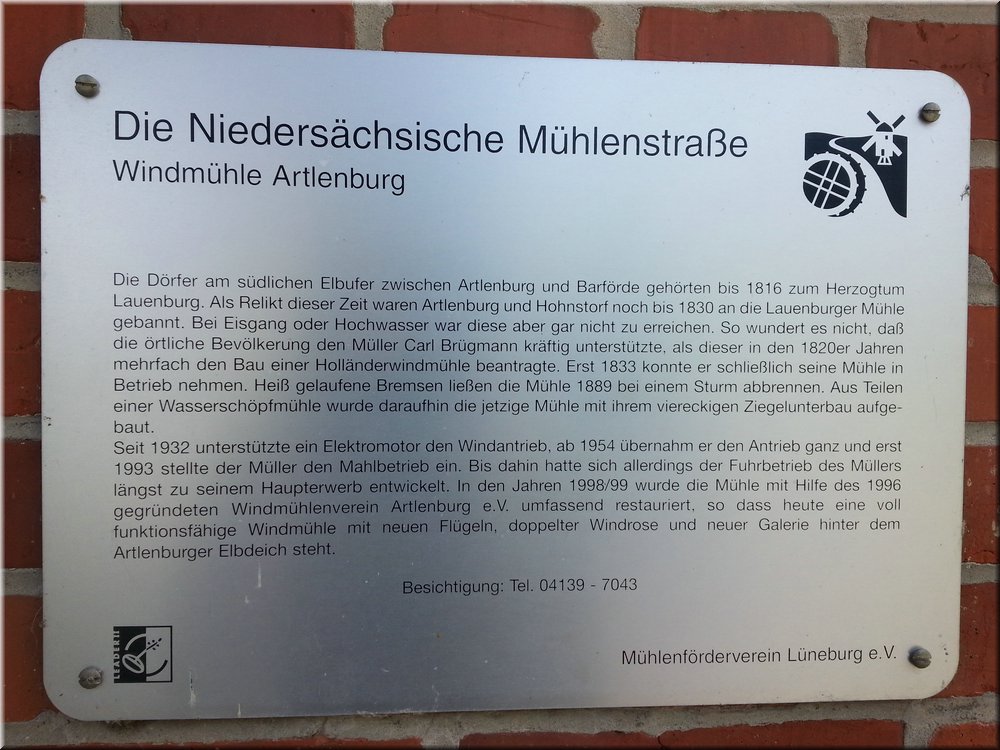 Die Niedersächsische Mühlenstraße
Windmühle Artlenburg
Die Dörfer am südlichen Elbufer zwischen Artlenburg und Barförde gehörten bis 1816 zum Herzogtum
Lauenburg. Als Relikt dieser Zeit waren Artlenburg und Hohnstorf noch bis 1830 an die Lauenburger Mühle
gebannt. Bei Eisgang oder Hochwasser war diese aber gar nicht zu erreichen. So wundert es nicht, daß
die örtliche Bevölkerung den Müller Carl Brügmann kräftig unterstützte, als dieser in den 1820er Jahren
mehrfach den Bau einer Holländerwindmühle beantragte. Erst 1833 konnte er schließlich seine Mühle in
Betrieb nehmen. Heiß gelaufene Bremsen ließen die Mühle 1889 bei einem Sturm abbrennen. Aus Teilen
einer Wasserschöpfmühle wurde daraufhin die jetzige Mühle mit ihrem viereckigen Ziegelunterbau aufge-
baut.
Seit 1932 unterstützte ein Elektromotor den Windantrieb, ab 1954 übernahm er den Antrieb ganz und erst
1993 stellte der Müller den Mahlbetrieb ein. Bis dahin hatte sich allerdings der Fuhrbetrieb des Müllers
längst zu seinem Haupterwerb entwickelt. In den Jahren 1998/99 wurde die Mühle mit Hilfe des 1996
gegründeten Windmühlenverein Artlenburg e.V. umfassend restauriert, so dass heute eine voll
funktionsfähige Windmühle mit neuen Flügeln, doppelter Windrose und neuer Galerie hinter dem
Artlenburger Elbdeich steht.
Besichtigung: Tel. 04139 - 7043
LEADER II
Mühlenförderverein Lüneburg e.V.